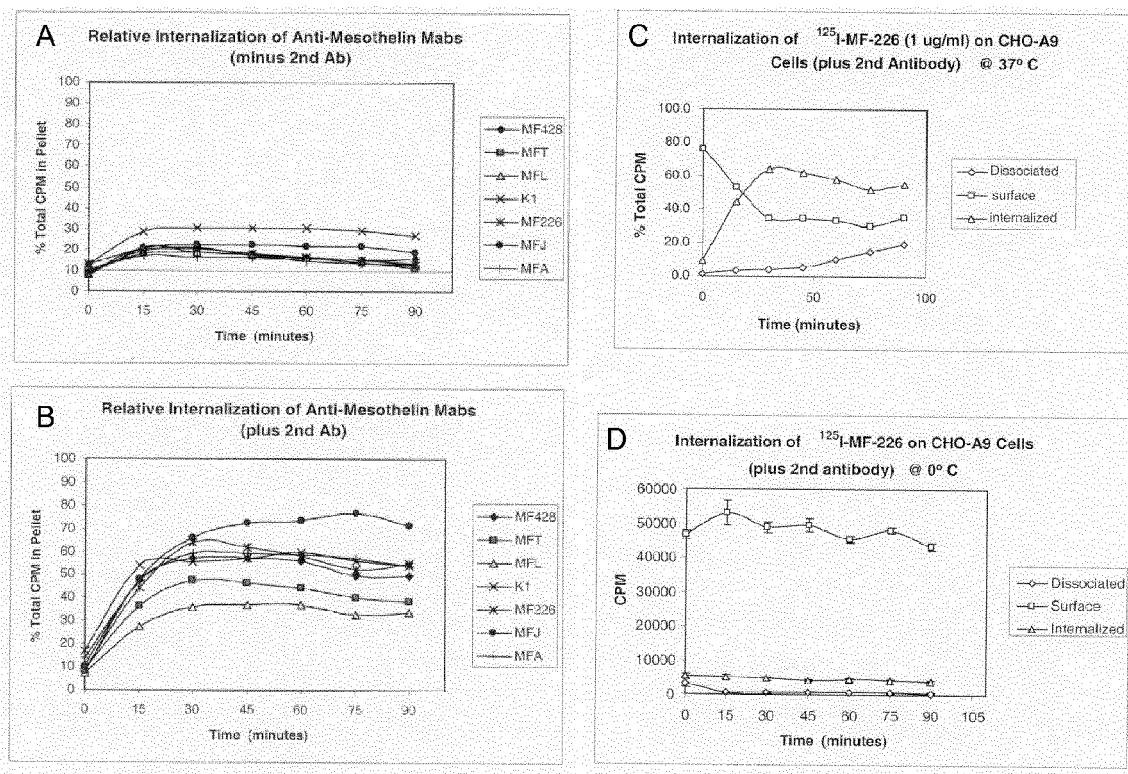 A
Relative Internalization of Anti-Mesothelin Mabs
(minus 2nd Ab)
% Total CPM in Pellet
100
90
80
70
60
50
40
30
20
10
0
0 15 30 45 60 75 90
Time (minutes)
MF428
MFT
MFL
K1
MF226
MFJ
MFA
B
Relative Internalization of Anti-Mesothelin Mabs
(plus 2nd Ab)
% Total CPM in Pellet
100
90
80
70
60
50
40
30
20
10
0
0 15 30 45 60 75 90
Time (minutes)
MF428
MFT
MFL
K1
MF226
MFJ
MFA
C
Internalization of ¹²⁵I-MF-226 (1 ug/ml) on CHO-A9
Cells (plus 2nd Antibody) @ 37º C
% Total CPM
100.0
80.0
60.0
40.0
20.0
0.0
0 50 100
Time (minutes)
Dissociated
surface
internalized
D
Internalization of ¹²⁵I-MF-226 on CHO-A9 Cells
(plus 2nd antibody) @ 0º C
CPM
60000
50000
40000
30000
20000
10000
0
0 15 30 45 60 75 90 105
Time (minutes)
Dissociated
Surface
Internalized